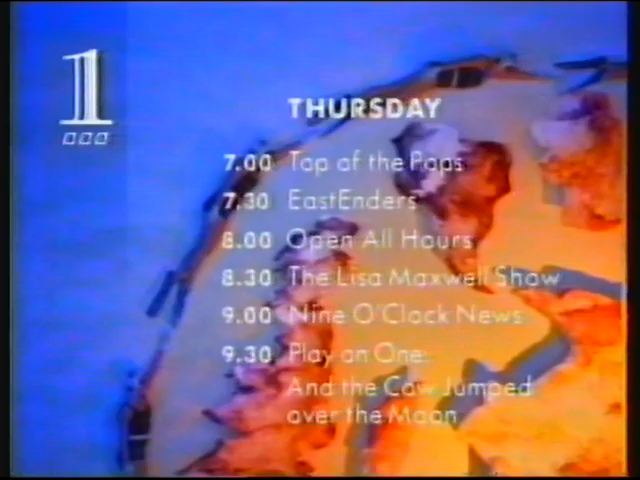 1
BBC
THURSDAY
7.00 Top of the Pops
7.30 EastEnders
8.00 Open All Hours
8.30 The Lisa Maxwell Show
9.00 Nine O'Clock News
9.30 Play on One:
And the Cow Jumped
over the Moon